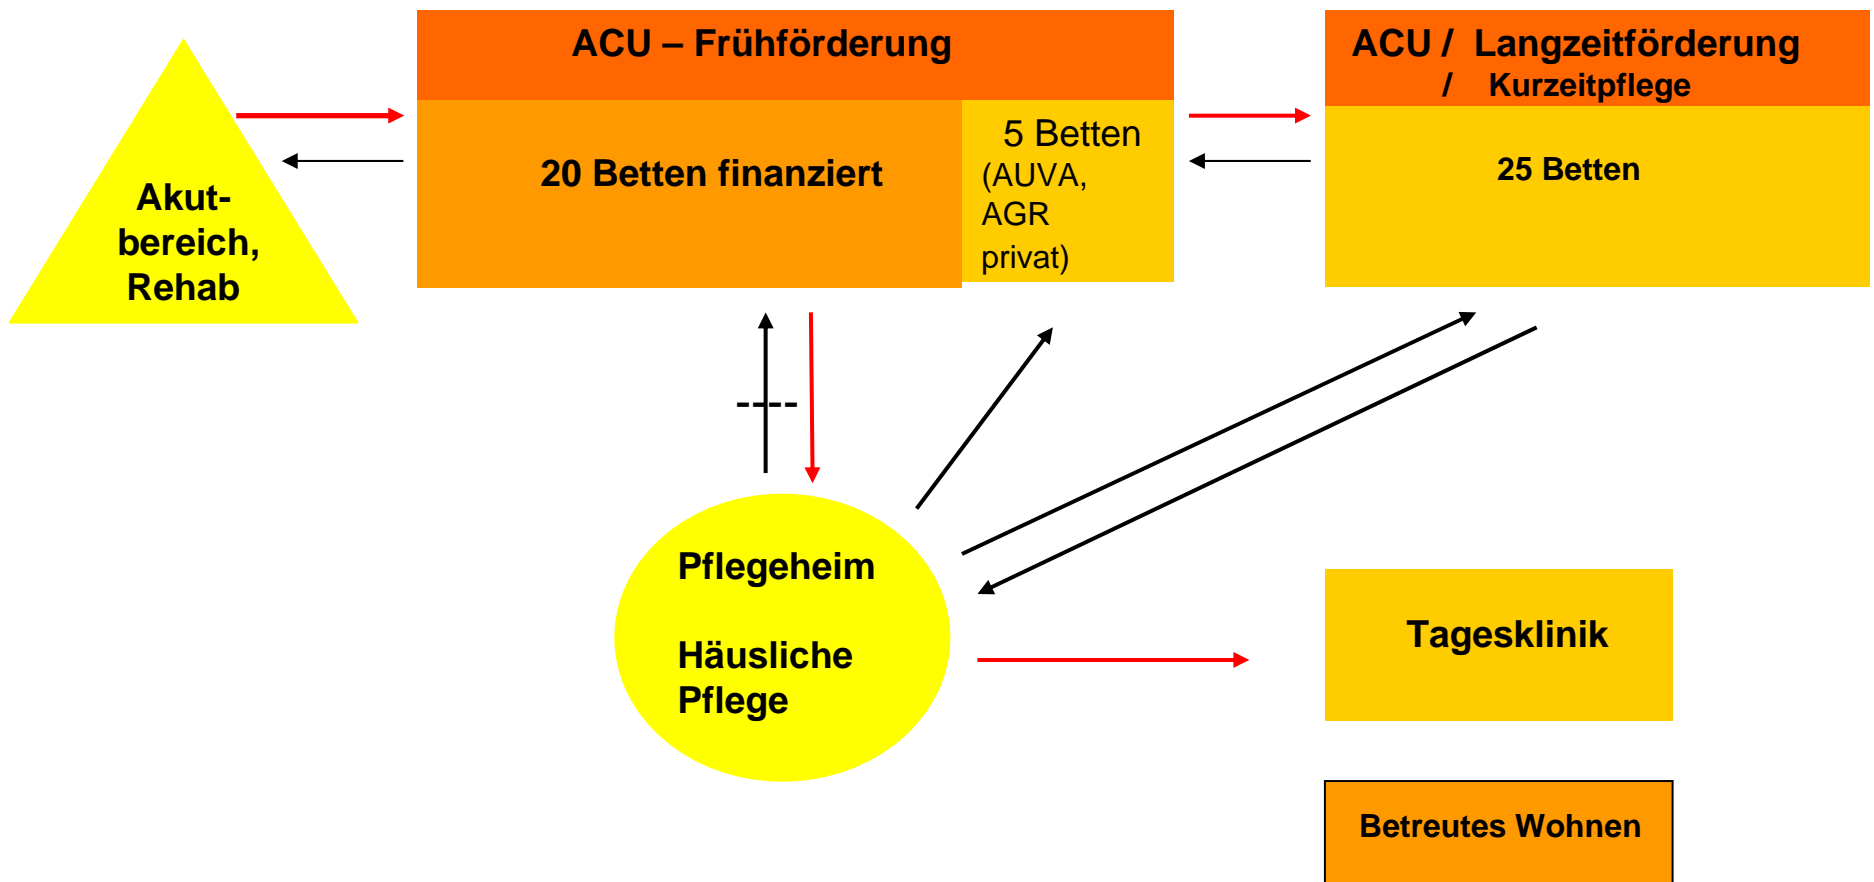 ACU – Frühförderung
ACU /  Langzeitförderung
/   Kurzeitpflege
Akut-
bereich,
Rehab
20 Betten finanziert
5 Betten
(AUVA,
AGR
privat)
25 Betten
----
Pflegeheim
Häusliche
Pflege
Tagesklinik
Betreutes Wohnen